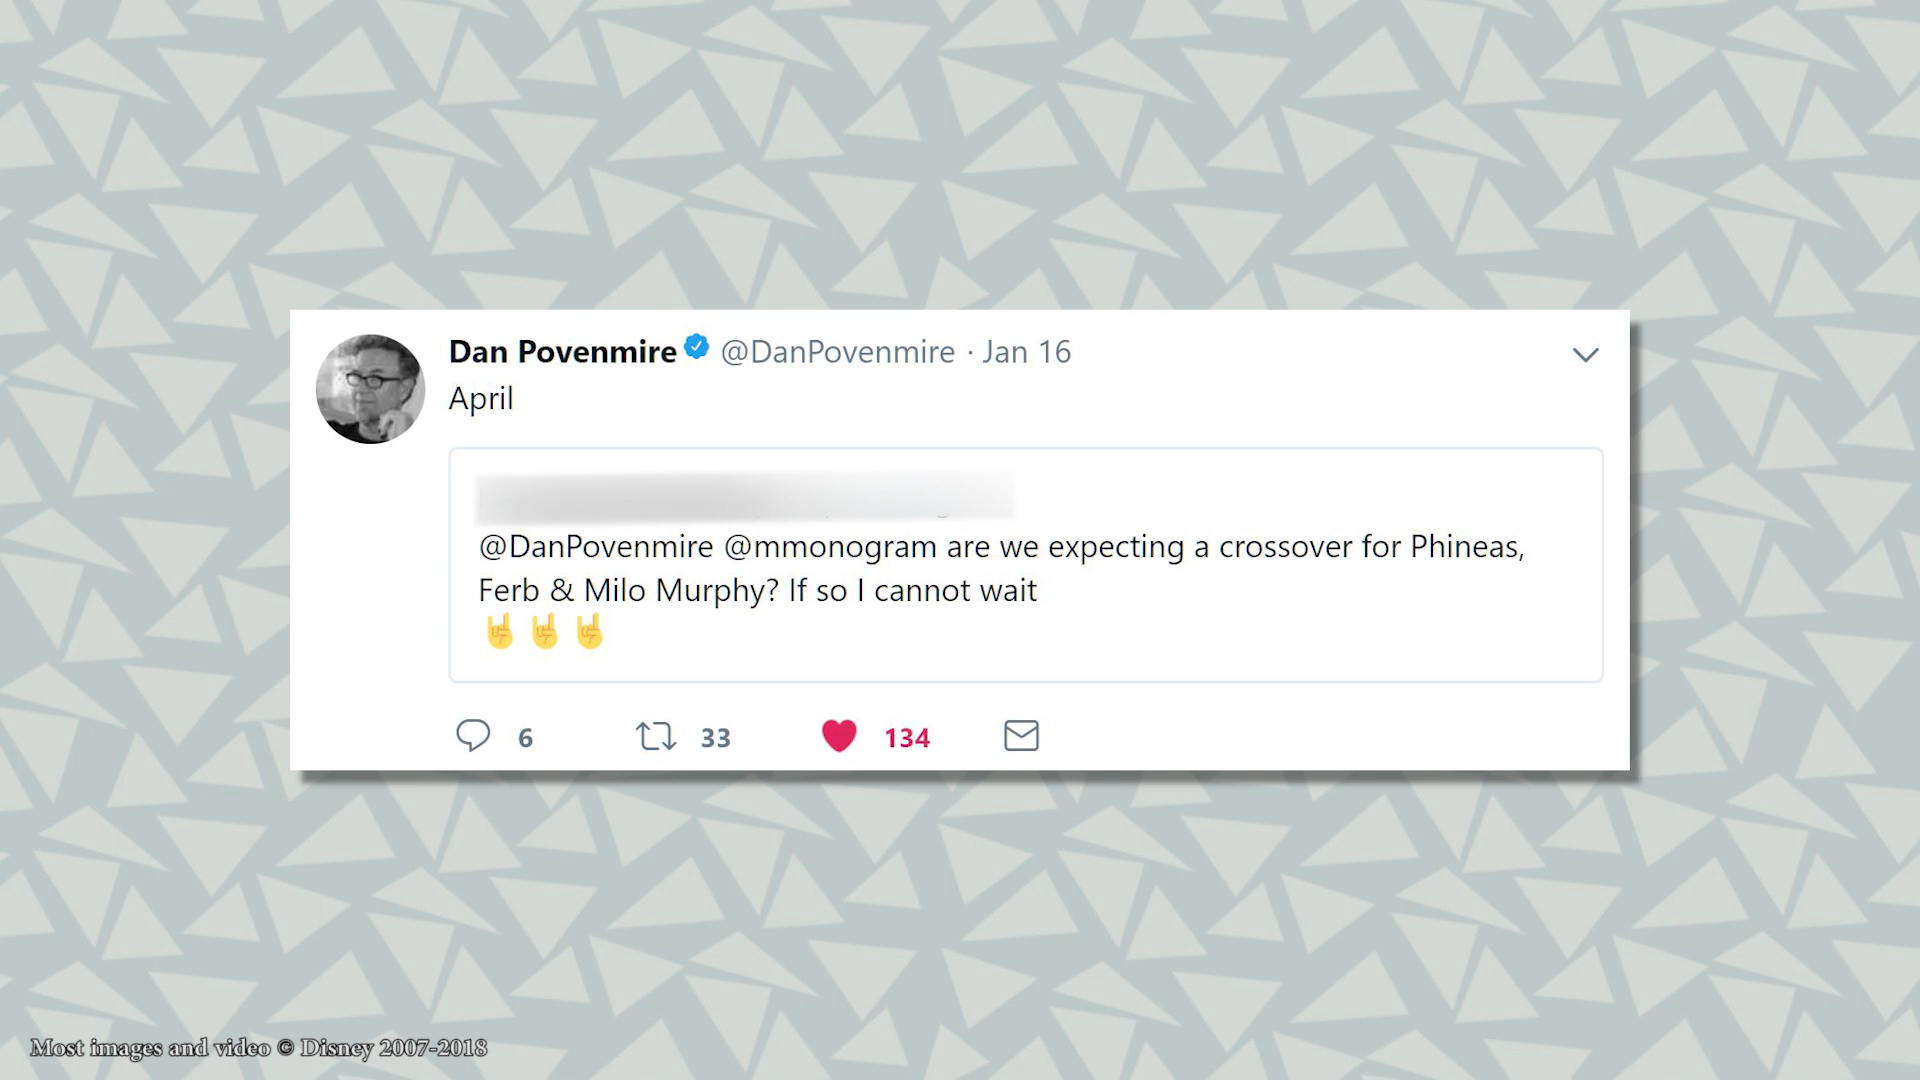 Dan Povenmire @DanPovenmire · Jan 16
April
@DanPovenmire @mmonogram are we expecting a crossover for Phineas,
Ferb & Milo Murphy? If so I cannot wait
🤘🤘🤘
6 33 134
Most images and video © Disney 2007-2018